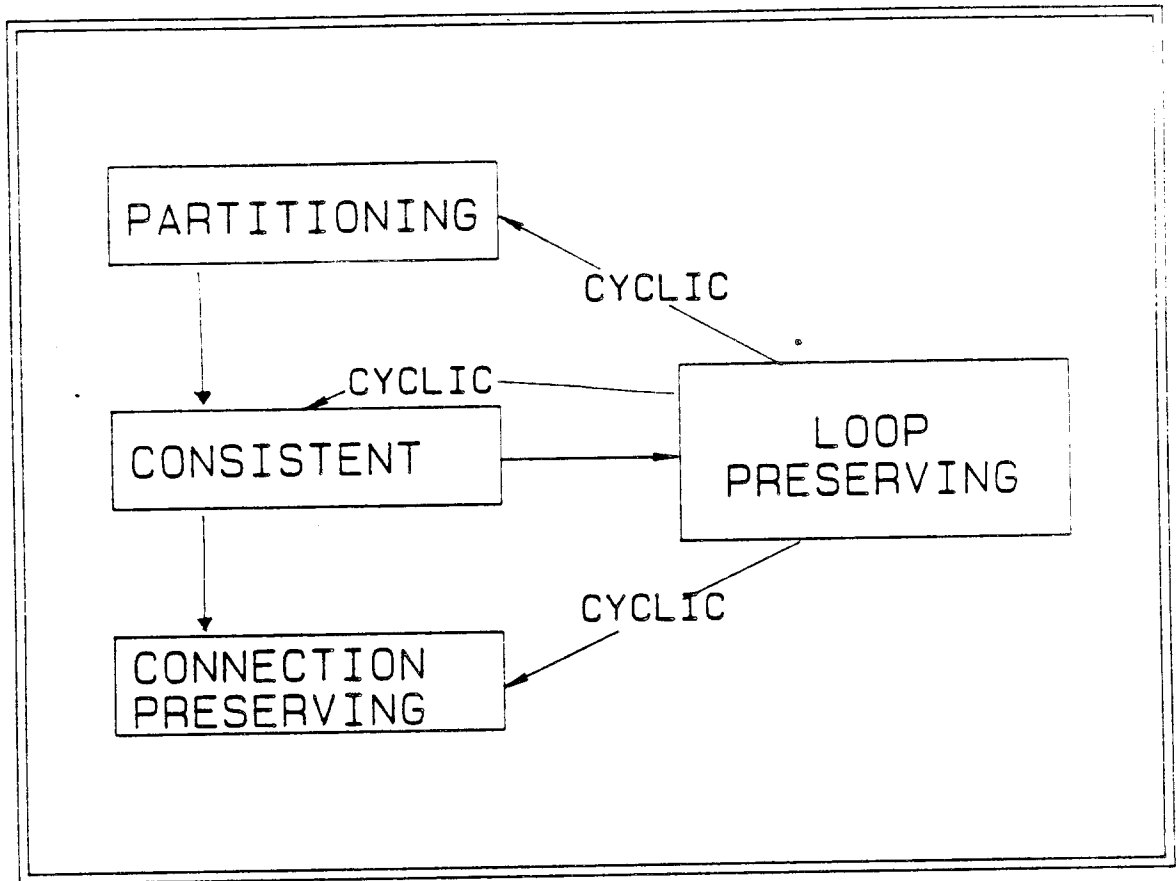 PARTITIONING
CYCLIC
CYCLIC
CONSISTENT
LOOP
PRESERVING
CYCLIC
CONNECTION
PRESERVING